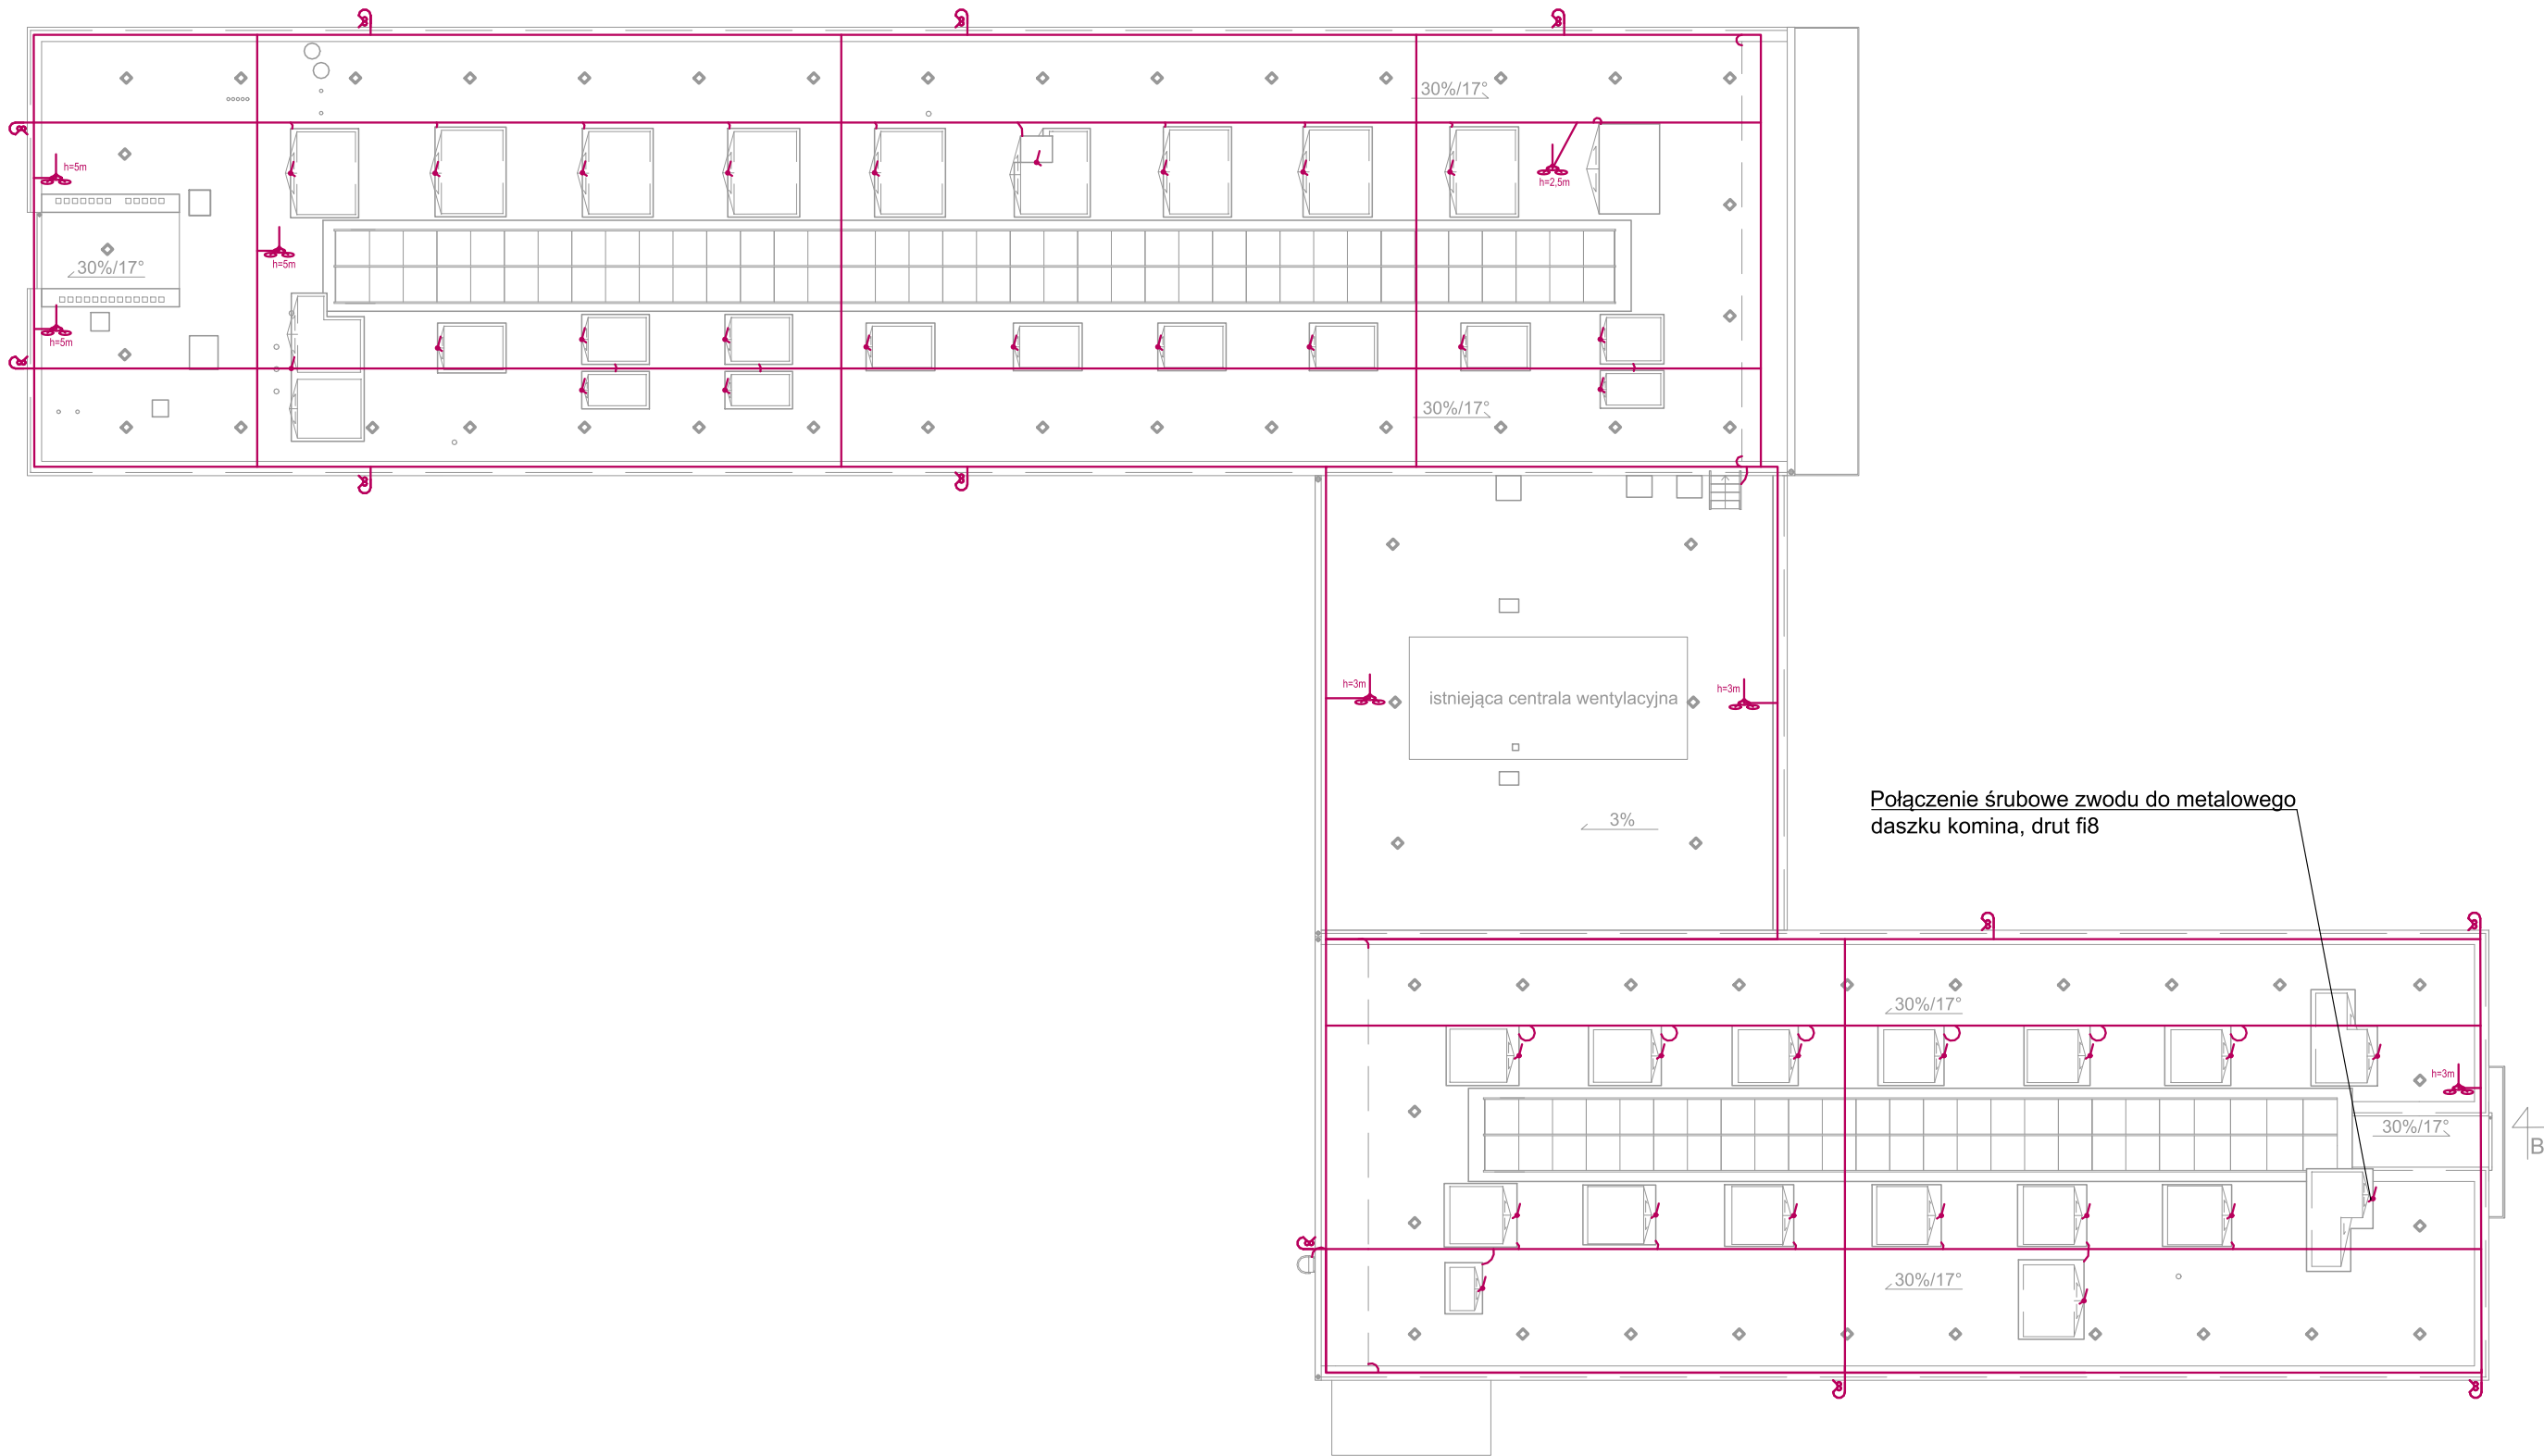 30%/17°
h=5m
h=2,5m
h=5m
30%/17°
h=5m
30%/17°
h=3m
h=3m
istniejąca centrala wentylacyjna
Połączenie śrubowe zwodu do metalowego
daszku komina, drut fi8
3%
30%/17°
h=3m
30%/17°
B
30%/17°